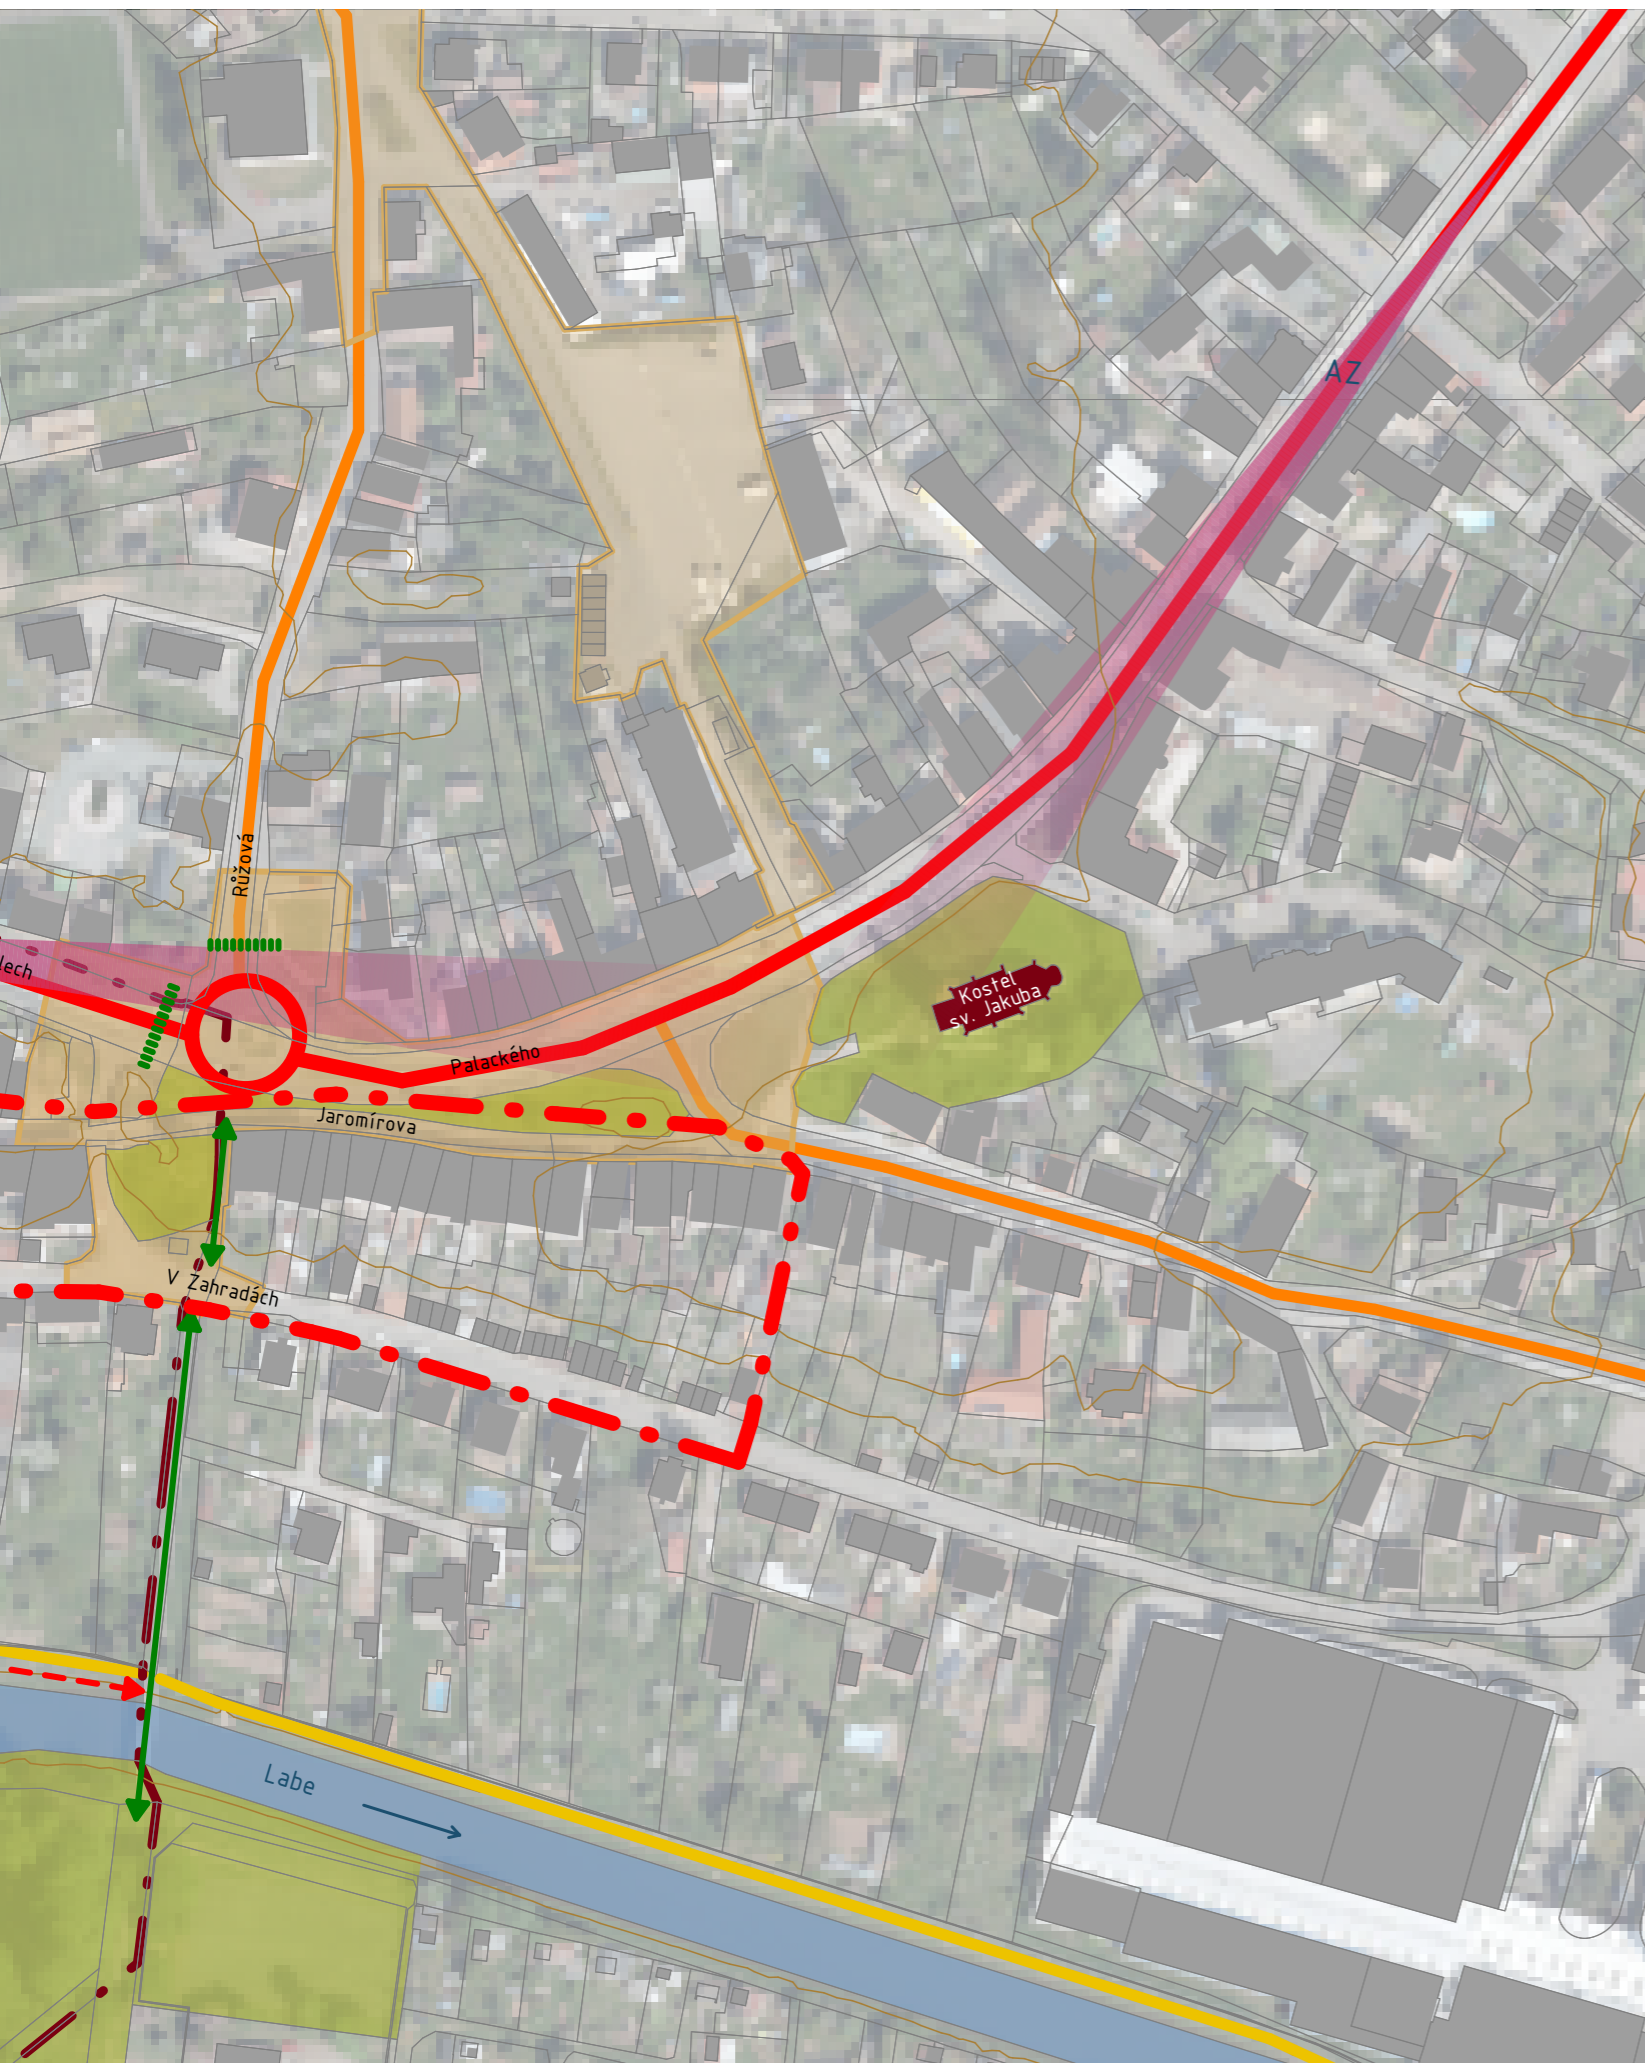 AZ
Růžová
lech
Kostel
sv. Jakuba
Palackého
Jaromírova
V Zahradách
Labe